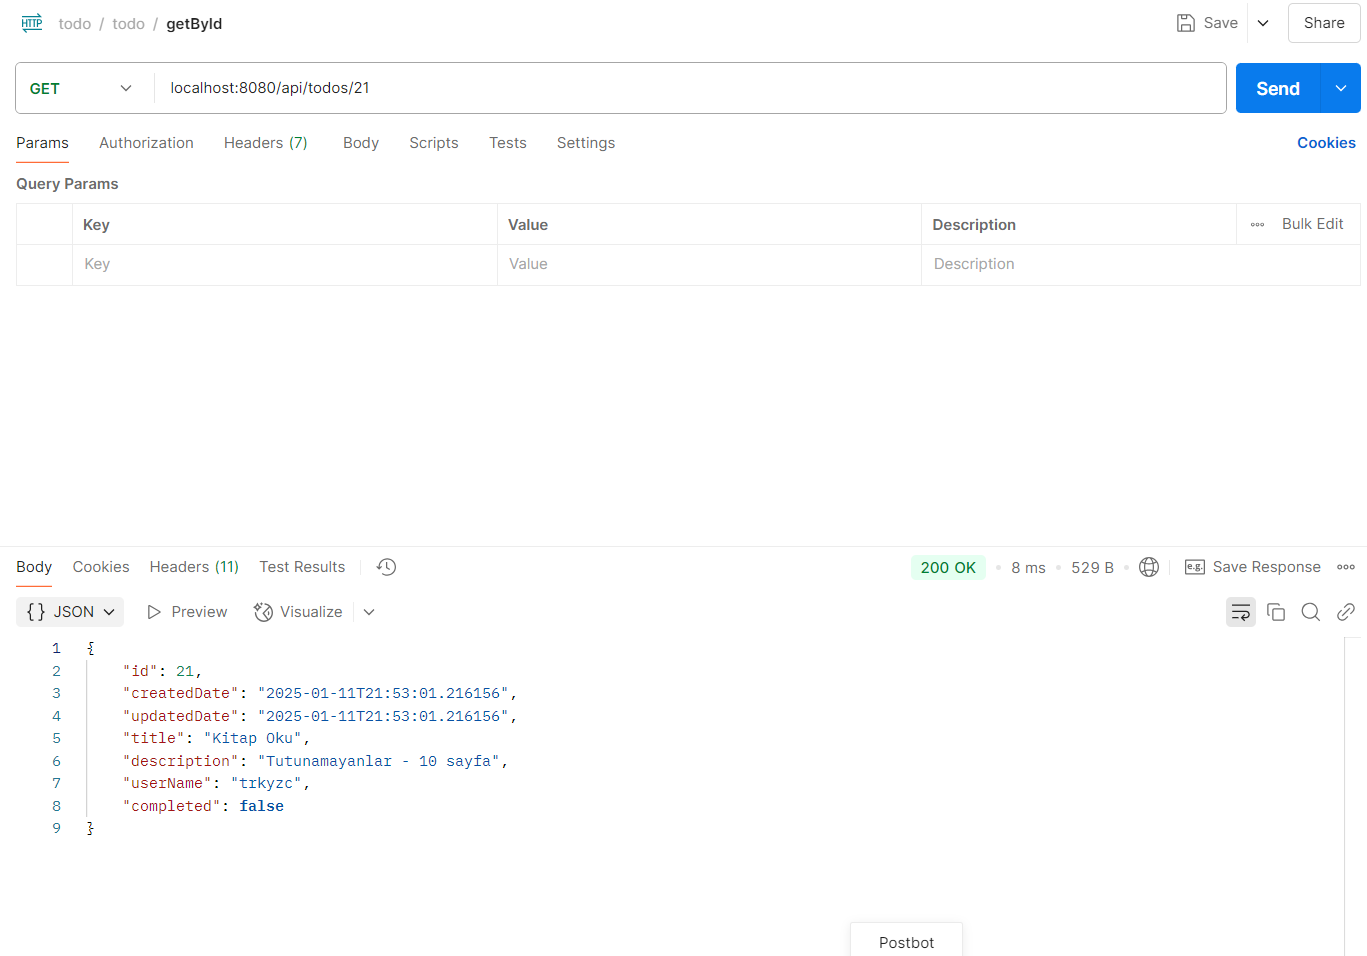 HTTP todo / todo / getById Save Share
GET localhost:8080/api/todos/21 Send
Params Authorization Headers (7) Body Scripts Tests Settings Cookies
Query Params
Key Value Description Bulk Edit
Key Value Description
Body Cookies Headers (11) Test Results 200 OK 8 ms 529 B e.g. Save Response
{} JSON Preview Visualize
1 {
2 "id": 21,
3 "createdDate": "2025-01-11T21:53:01.216156",
4 "updatedDate": "2025-01-11T21:53:01.216156",
5 "title": "Kitap Oku",
6 "description": "Tutunamayanlar - 10 sayfa",
7 "userName": "trkyzc",
8 "completed": false
9 }
Postbot